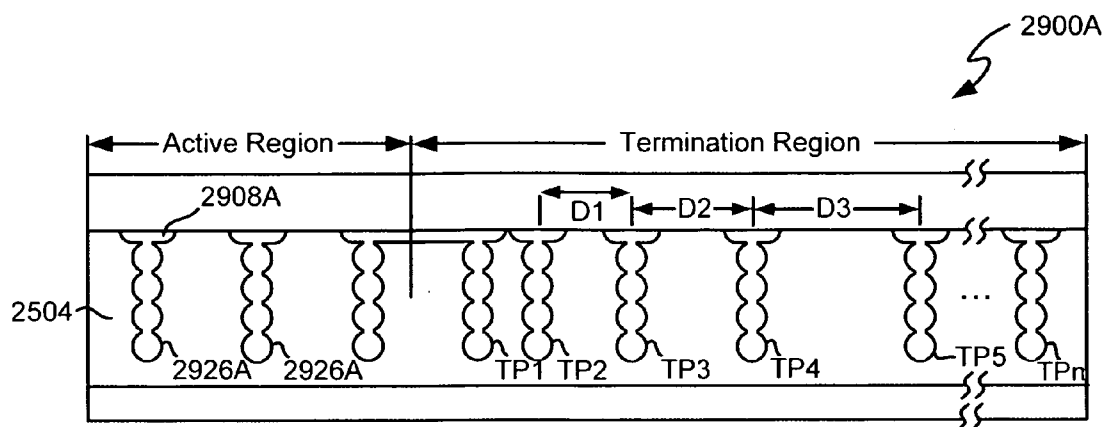 2900A
Active Region
Termination Region
2908A
D1
D2
D3
2504
...
2926A
2926A
TP1
TP2
TP3
TP4
TP5
TPn